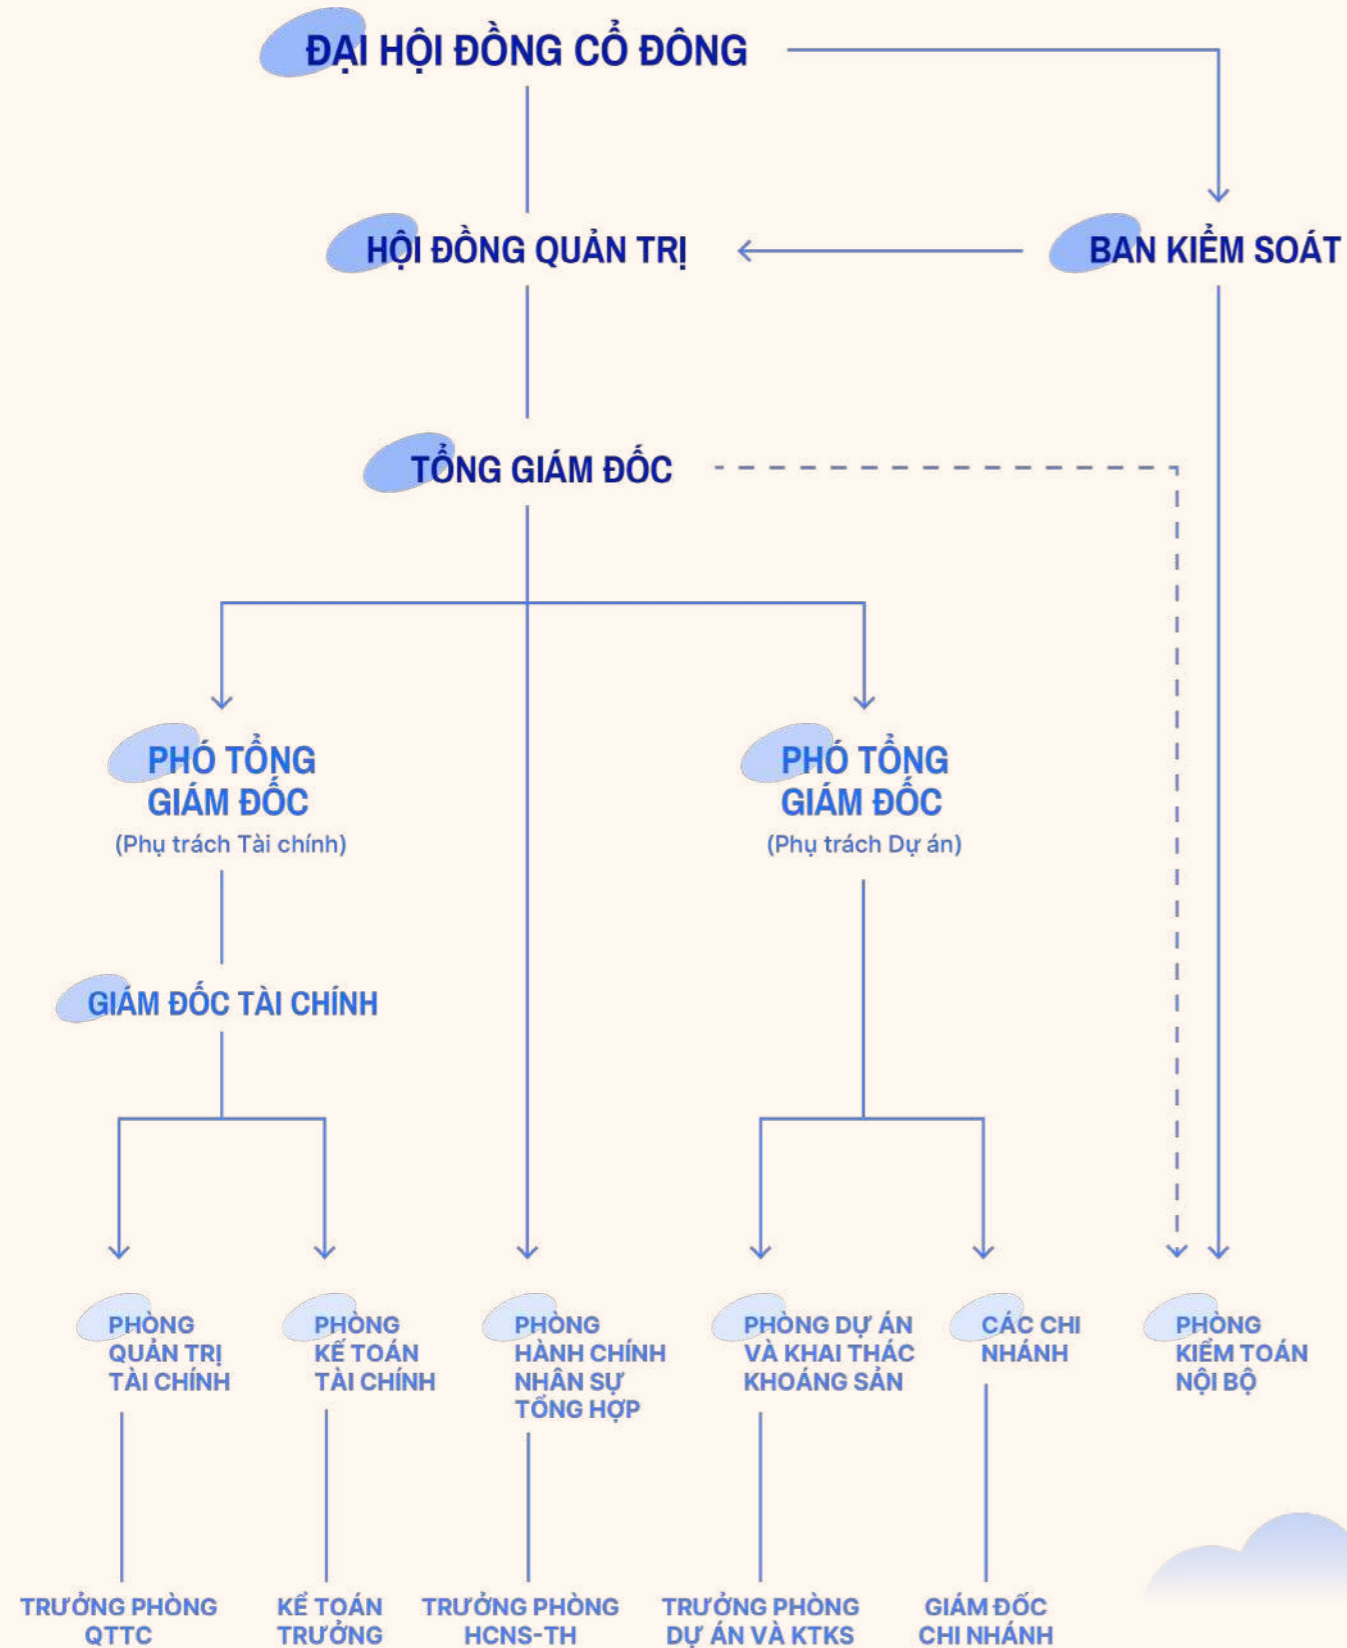 ĐẠI HỘI ĐỒNG CỔ ĐÔNG
HỘI ĐỒNG QUẢN TRỊ
BAN KIỂM SOÁT
TỔNG GIÁM ĐỐC
PHÓ TỔNG
GIÁM ĐỐC
(Phụ trách Tài chính)
PHÓ TỔNG
GIÁM ĐỐC
(Phụ trách Dự án)
GIÁM ĐỐC TÀI CHÍNH
PHÒNG
QUẢN TRỊ
TÀI CHÍNH
PHÒNG
KẾ TOÁN
TÀI CHÍNH
PHÒNG
HÀNH CHÍNH
NHÂN SỰ
TỔNG HỢP
PHÒNG DỰ ÁN
VÀ KHAI THÁC
KHOÁNG SẢN
CÁC CHI
NHÁNH
PHÒNG
KIỂM TOÁN
NỘI BỘ
TRƯỞNG PHÒNG
QTTC
KẾ TOÁN
TRƯỞNG
TRƯỞNG PHÒNG
HCNS-TH
TRƯỞNG PHÒNG
DỰ ÁN VÀ KTKS
GIÁM ĐỐC
CHI NHÁNH